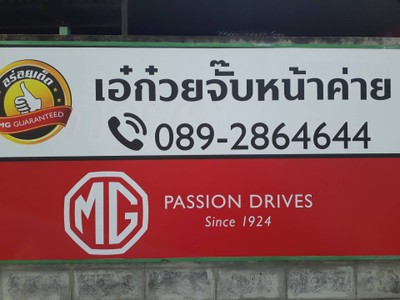 อร่อยเด็ด
MG GUARANTEED
เอ๋ก๋วยจั๊บหน้าค่าย
089-2864644
MG
PASSION DRIVES
Since 1924